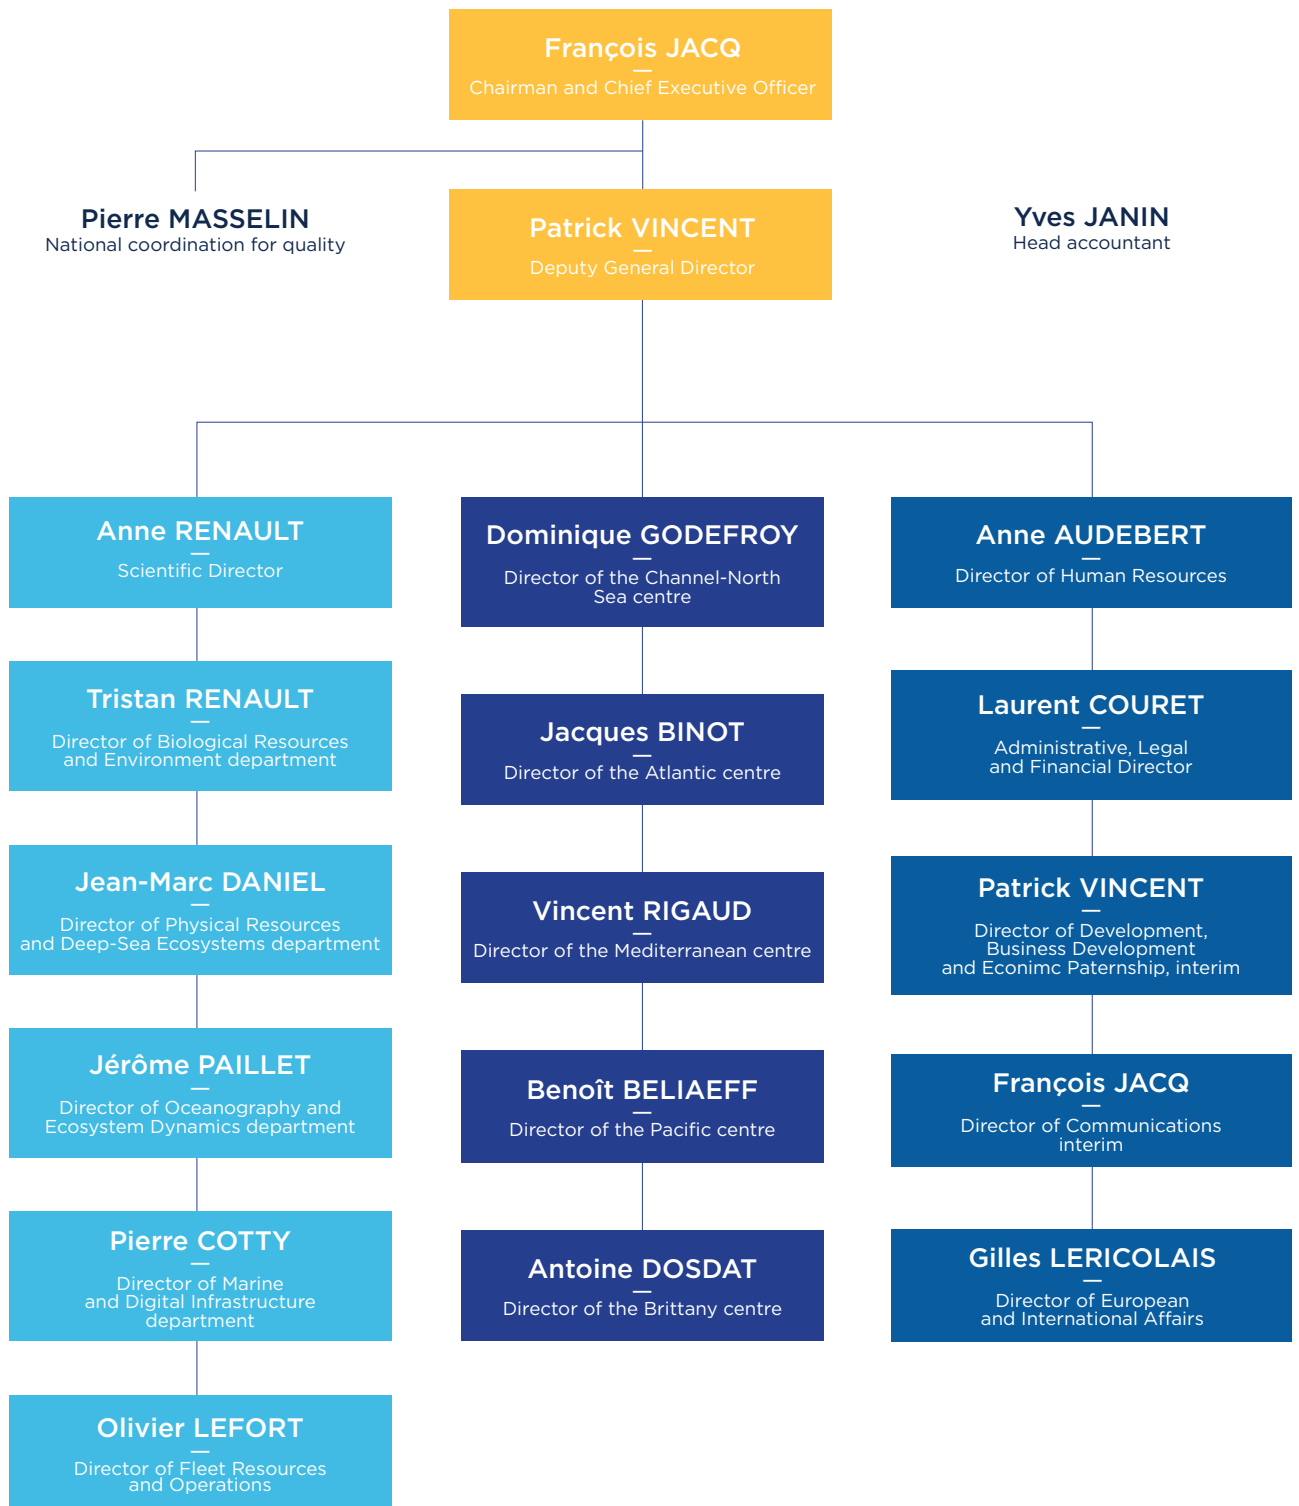 François JACQ
Chairman and Chief Executive Officer
Pierre MASSELIN
National coordination for quality
Patrick VINCENT
Deputy General Director
Yves JANIN
Head accountant
Anne RENAULT
Scientific Director
Tristan RENAULT
Director of Biological Resources
and Environment department
Jean-Marc DANIEL
Director of Physical Resources
and Deep-Sea Ecosystems department
Jérôme PAILLET
Director of Oceanography and
Ecosystem Dynamics department
Pierre COTTY
Director of Marine
and Digital Infrastructure
department
Olivier LEFORT
Director of Fleet Resources
and Operations
Dominique GODEFROY
Director of the Channel-North
Sea centre
Jacques BINOT
Director of the Atlantic centre
Vincent RIGAUD
Director of the Mediterranean centre
Benoît BELIAEFF
Director of the Pacific centre
Antoine DOSDAT
Director of the Brittany centre
Anne AUDEBERT
Director of Human Resources
Laurent COURET
Administrative, Legal
and Financial Director
Patrick VINCENT
Director of Development,
Business Development
and Econimc Paternship, interim
François JACQ
Director of Communications
interim
Gilles LERICOLAIS
Director of European
and International Affairs